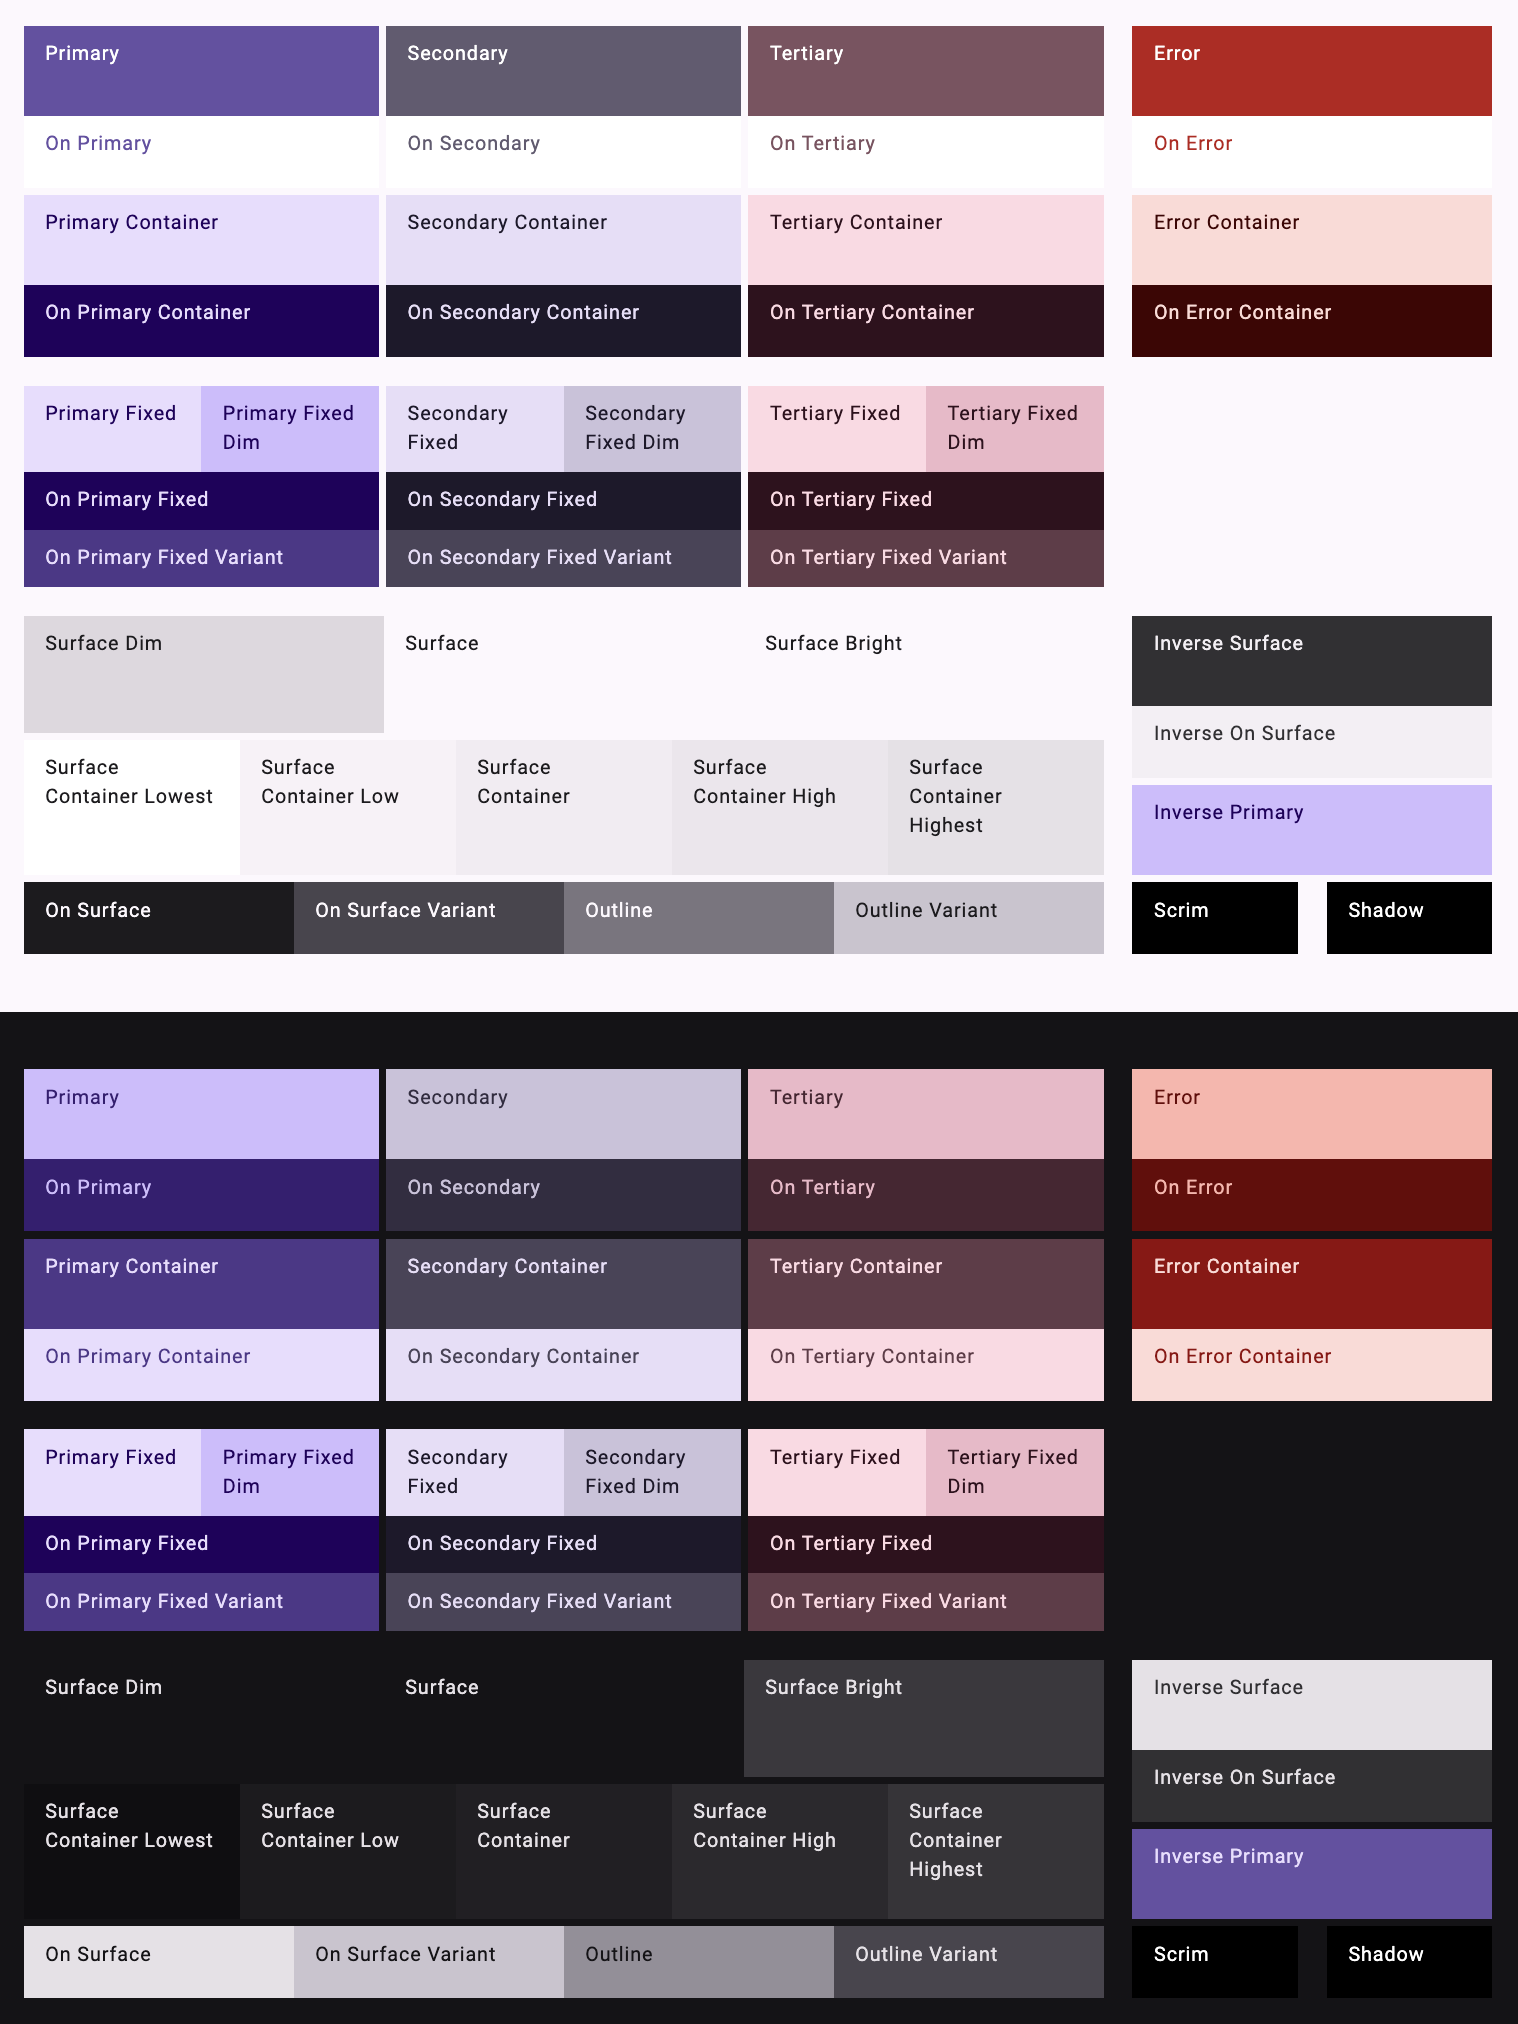 Primary
Secondary
Tertiary
Error
On Primary
On Secondary
On Tertiary
On Error
Primary Container
Secondary Container
Tertiary Container
Error Container
On Primary Container
On Secondary Container
On Tertiary Container
On Error Container
Primary Fixed
Primary Fixed
Dim
Secondary
Fixed
Secondary
Fixed Dim
Tertiary Fixed
Tertiary Fixed
Dim
On Primary Fixed
On Secondary Fixed
On Tertiary Fixed
On Primary Fixed Variant
On Secondary Fixed Variant
On Tertiary Fixed Variant
Surface Dim
Surface
Surface Bright
Inverse Surface
Inverse On Surface
Surface
Container Lowest
Surface
Container Low
Surface
Container
Surface
Container High
Surface
Container
Highest
Inverse Primary
On Surface
On Surface Variant
Outline
Outline Variant
Scrim
Shadow
Primary
Secondary
Tertiary
Error
On Primary
On Secondary
On Tertiary
On Error
Primary Container
Secondary Container
Tertiary Container
Error Container
On Primary Container
On Secondary Container
On Tertiary Container
On Error Container
Primary Fixed
Primary Fixed
Dim
Secondary
Fixed
Secondary
Fixed Dim
Tertiary Fixed
Tertiary Fixed
Dim
On Primary Fixed
On Secondary Fixed
On Tertiary Fixed
On Primary Fixed Variant
On Secondary Fixed Variant
On Tertiary Fixed Variant
Surface Dim
Surface
Surface Bright
Inverse Surface
Inverse On Surface
Surface
Container Lowest
Surface
Container Low
Surface
Container
Surface
Container High
Surface
Container
Highest
Inverse Primary
On Surface
On Surface Variant
Outline
Outline Variant
Scrim
Shadow